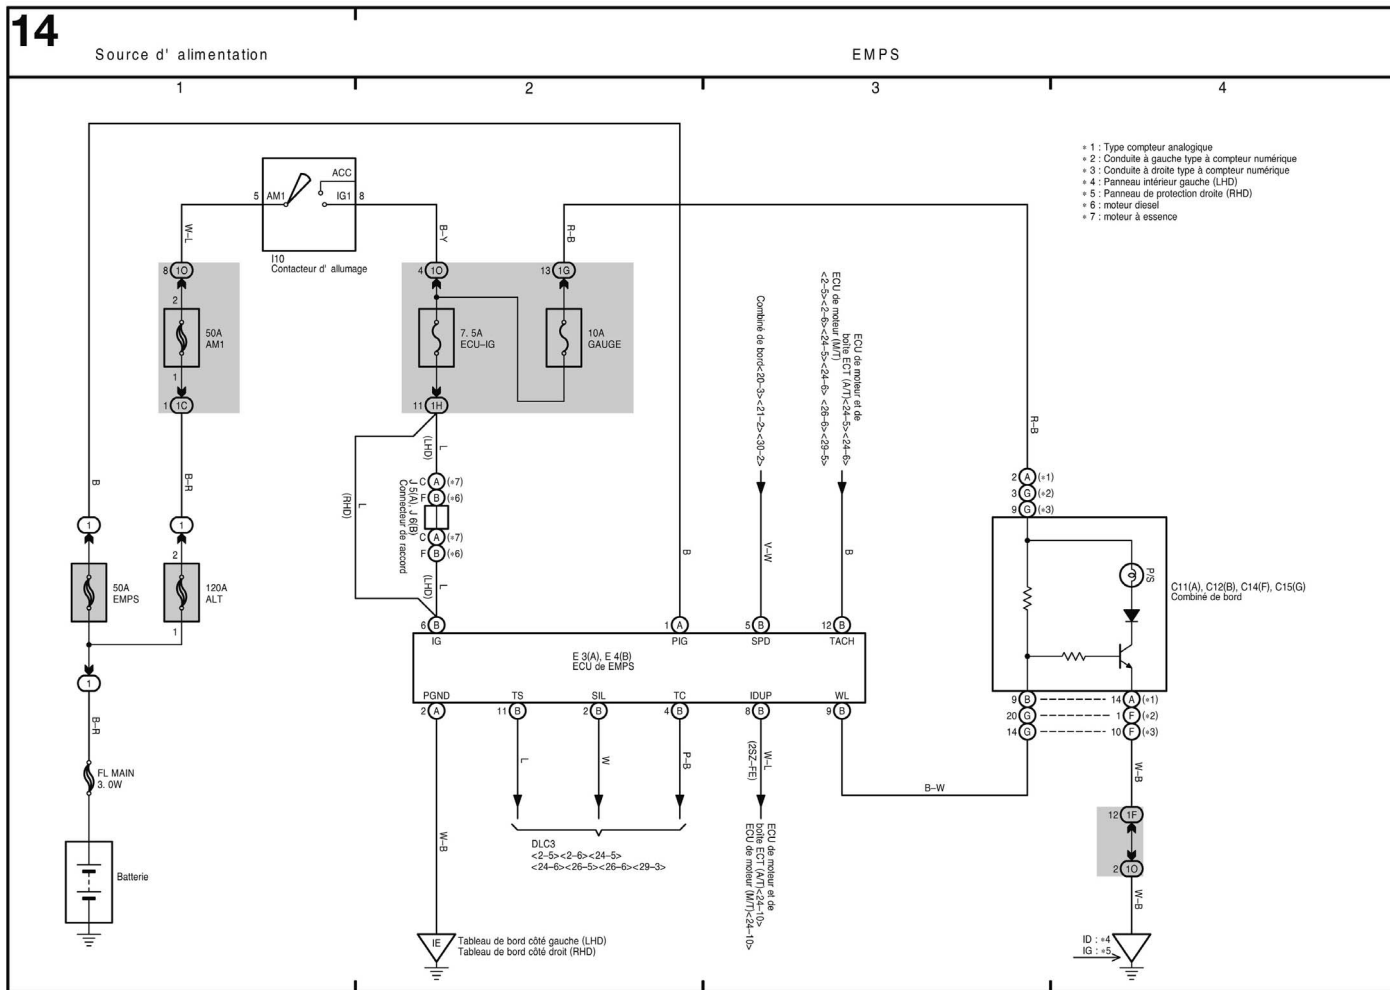 14
Source d' alimentation
EMPS
1
2
3
4
* 1 : Type compteur analogique
* 2 : Conduite à gauche type à compteur numérique
* 3 : Conduite à droite type à compteur numérique
* 4 : Panneau intérieur gauche (LHD)
* 5 : Panneau de protection droite (RHD)
* 6 : moteur diesel
* 7 : moteur à essence
ACC
5
AM1
IG1
8
I10
Contacteur d' allumage
W–L
B–Y
R–B
8
1O
4
1O
13
1G
2
50A
AM1
7. 5A
ECU–IG
10A
GAUGE
1
1
1C
11
1H
Combiné de bord<20–3><21–2><30–2>
ECU de moteur (M/T)
<2–5><2–6><24–5><24–6> <26–6><29–5>
ECU de moteur et de
boîte ECT (A/T)<24–5><24–6>
R–B
L
(LHD)
L
(RHD)
C A (*7)
F B (*6)
J 5(A), J 6(B)
Connecteur de raccord
C A (*7)
F B (*6)
L
(LHD)
B
B–R
1
1
2
50A
EMPS
120A
ALT
1
1
B–R
FL MAIN
3. 0W
Batterie
B
V–W
B
2 A (*1)
3 G (*2)
9 G (*3)
P/S
C11(A), C12(B), C14(F), C15(G)
Combiné de bord
6 B
1 A
5 B
12 B
IG
PIG
SPD
TACH
E 3(A), E 4(B)
ECU de EMPS
PGND
TS
SIL
TC
IDUP
WL
2 A
11 B
2 B
4 B
8 B
9 B
9 B
14 A (*1)
20 G
1 F (*2)
14 G
10 F (*3)
L
W
P–B
W–L
(2SZ–FE)
B–W
W–B
W–B
12
1F
2
1O
W–B
DLC3
<2–5><2–6><24–5>
<24–6><26–5><26–6><29–3>
ECU de moteur et de
boîte ECT (A/T)<24–10>
ECU de moteur (M/T)<24–10>
IE
Tableau de bord côté gauche (LHD)
Tableau de bord côté droit (RHD)
ID : *4
IG : *5